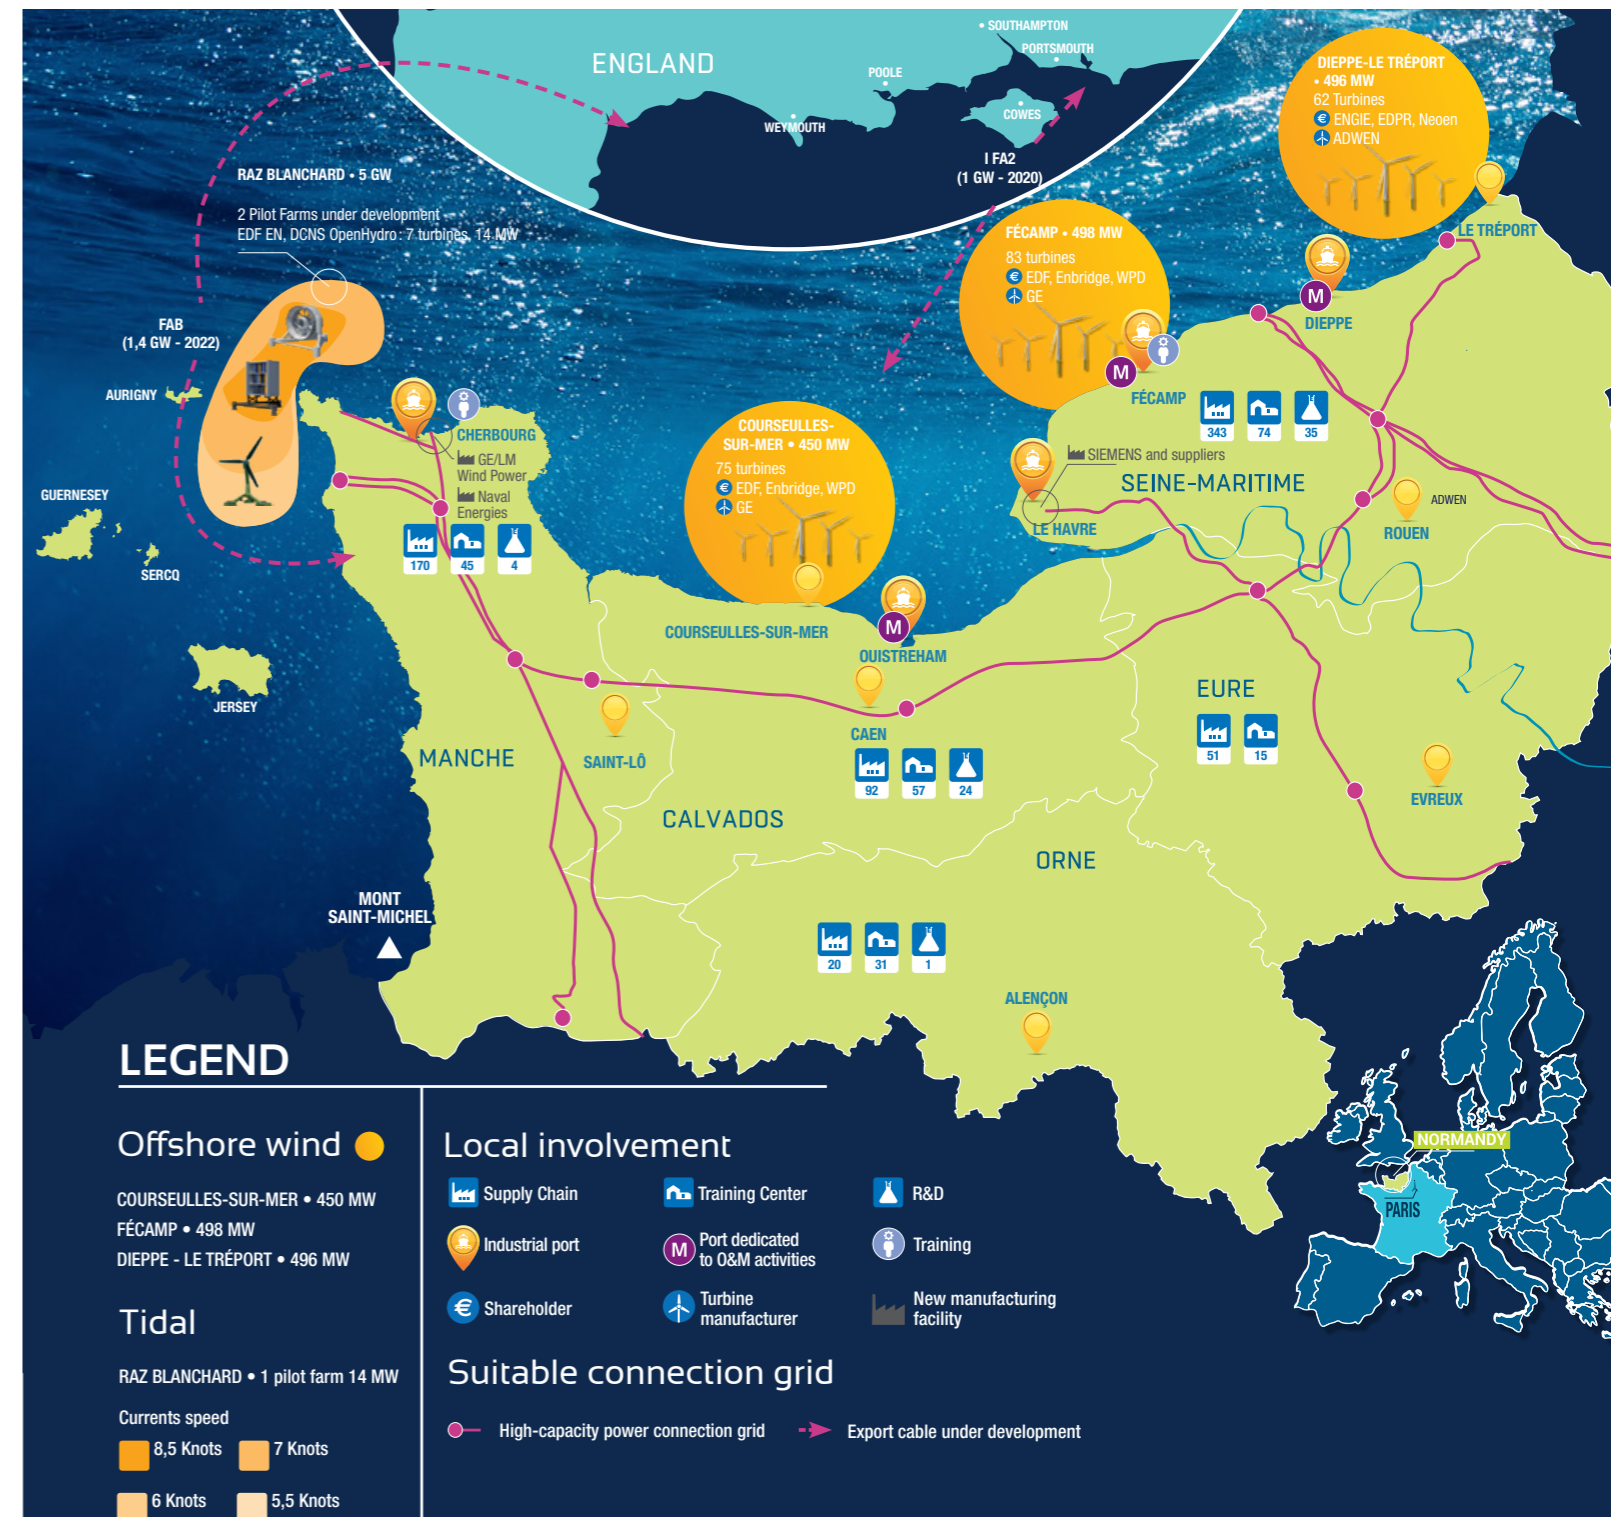 ENGLAND
• SOUTHAMPTON
PORTSMOUTH
POOLE
COWES
WEYMOUTH
I FA2
(1 GW - 2020)
DIEPPE-LE TRÉPORT
• 496 MW
62 Turbines
€ ENGIE, EDPR, Neoen
ADWEN
RAZ BLANCHARD • 5 GW
2 Pilot Farms under development
EDF EN, DCNS OpenHydro: 7 turbines, 14 MW
FÉCAMP • 498 MW
83 turbines
€ EDF, Enbridge, WPD
GE
LE TRÉPORT
M
DIEPPE
FAB
(1,4 GW - 2022)
AURIGNY
M
FÉCAMP
343 74 35
CHERBOURG
GE/LM
Wind Power
Naval
Energies
170 45 4
COURSEULLES-
SUR-MER • 450 MW
75 turbines
€ EDF, Enbridge, WPD
GE
SIEMENS and suppliers
SEINE-MARITIME
LE HAVRE
ADWEN
ROUEN
GUERNESEY
SERCQ
JERSEY
COURSEULLES-SUR-MER
M
OUISTREHAM
CAEN
92 57 24
EURE
51 15
EVREUX
MANCHE
SAINT-LÔ
CALVADOS
ORNE
20 31 1
ALENÇON
MONT
SAINT-MICHEL
NORMANDY
PARIS
LEGEND
Offshore wind
COURSEULLES-SUR-MER • 450 MW
FÉCAMP • 498 MW
DIEPPE - LE TRÉPORT • 496 MW
Tidal
RAZ BLANCHARD • 1 pilot farm 14 MW
Currents speed
8,5 Knots 7 Knots
6 Knots 5,5 Knots
Local involvement
Supply Chain
Training Center
R&D
Industrial port
M Port dedicated
to O&M activities
Training
€ Shareholder
Turbine
manufacturer
New manufacturing
facility
Suitable connection grid
High-capacity power connection grid
Export cable under development